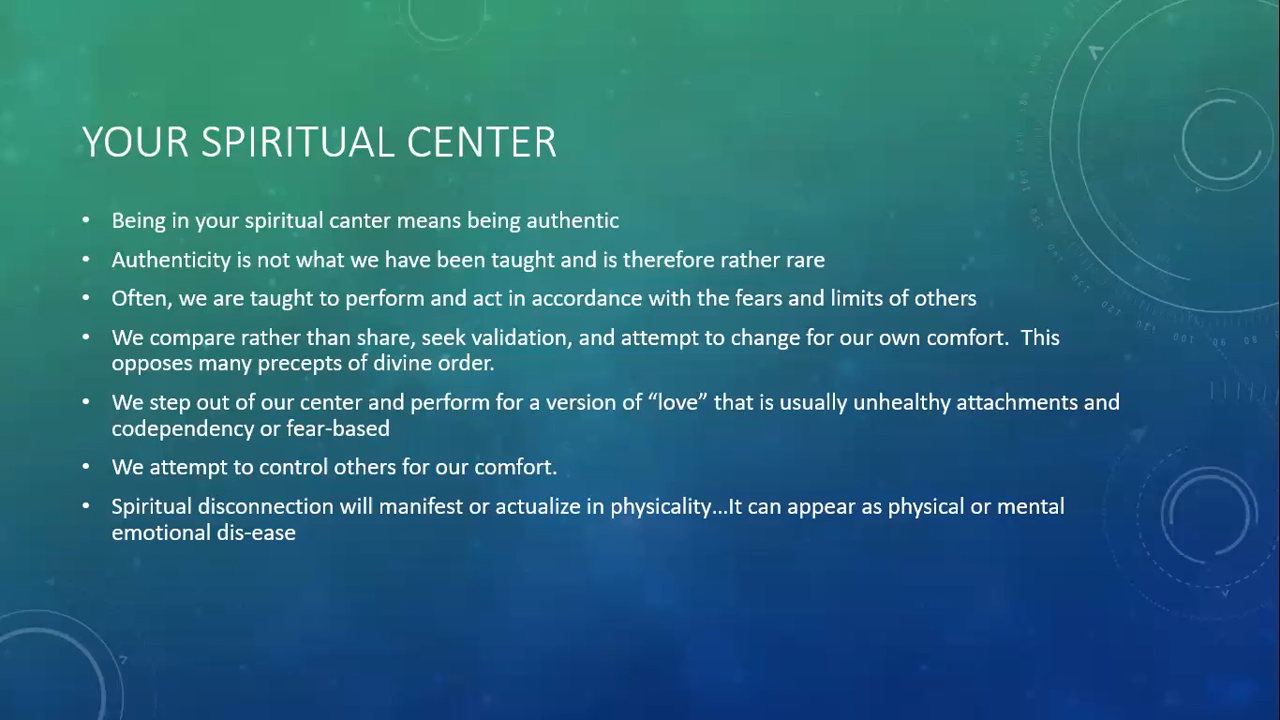 YOUR SPIRITUAL CENTER
• Being in your spiritual canter means being authentic
• Authenticity is not what we have been taught and is therefore rather rare
• Often, we are taught to perform and act in accordance with the fears and limits of others
• We compare rather than share, seek validation, and attempt to change for our own comfort.  This
opposes many precepts of divine order.
• We step out of our center and perform for a version of “love” that is usually unhealthy attachments and
codependency or fear-based
• We attempt to control others for our comfort.
• Spiritual disconnection will manifest or actualize in physicality...It can appear as physical or mental
emotional dis-ease